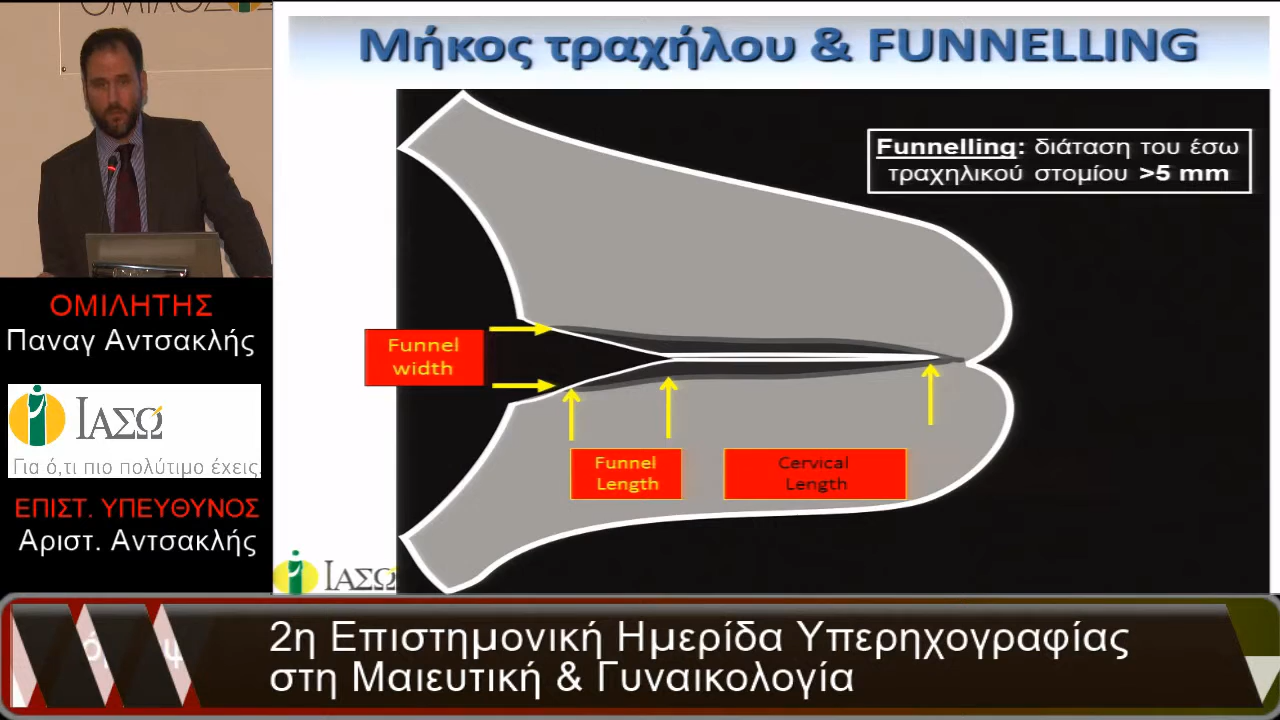 ΟΜΙΛΟΣ
Μήκος τραχήλου & FUNNELLING
Funnelling: διάταση του έσω
τραχηλικού στομίου >5 mm
Funnel
width
Funnel
Length
Cervical
Length
ΟΜΙΛΗΤΗΣ
Παναγ Αντσακλής
ΙΑΣΩ
Για ό,τι πιο πολύτιμο έχεις.
ΕΠΙΣΤ. ΥΠΕΥΘΥΝΟΣ
Αριστ. Αντσακλής
ΙΑΣΩ
2η Επιστημονική Ημερίδα Υπερηχογραφίας
στη Μαιευτική & Γυναικολογία